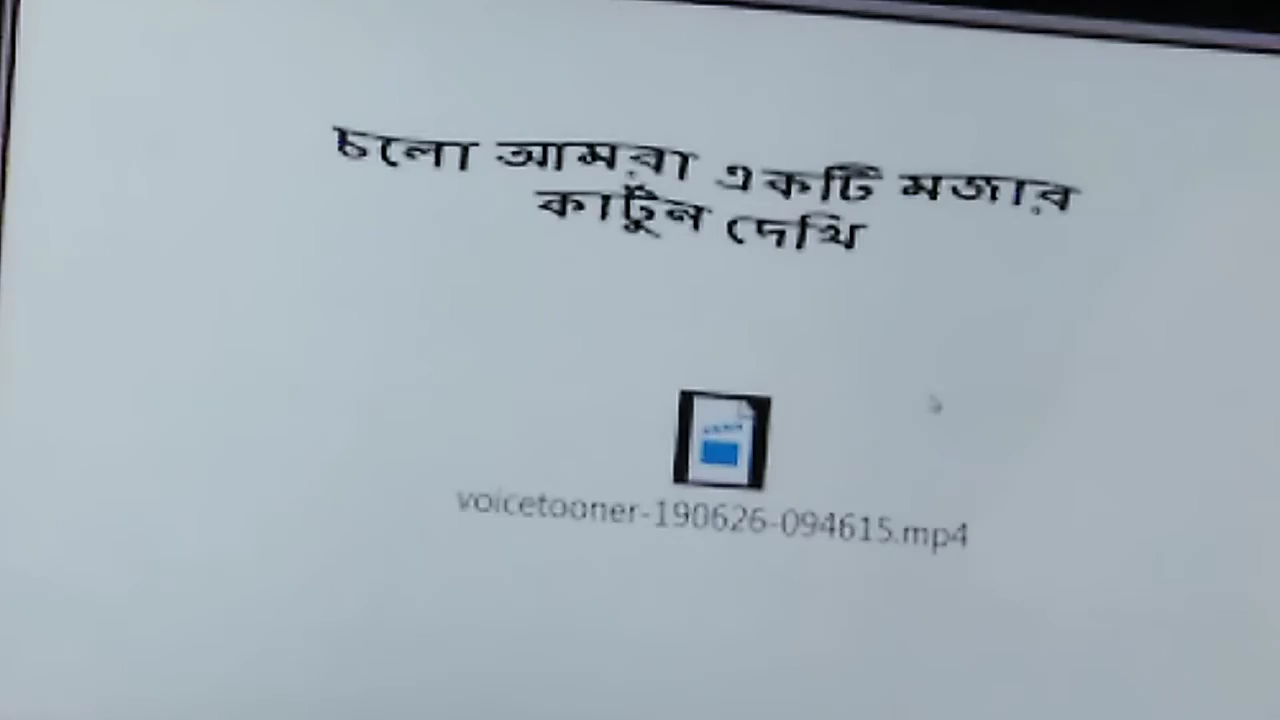 চলো আমরা একটি মজার
কার্টুন দেখি
voicetooner-190626-094615.mp4